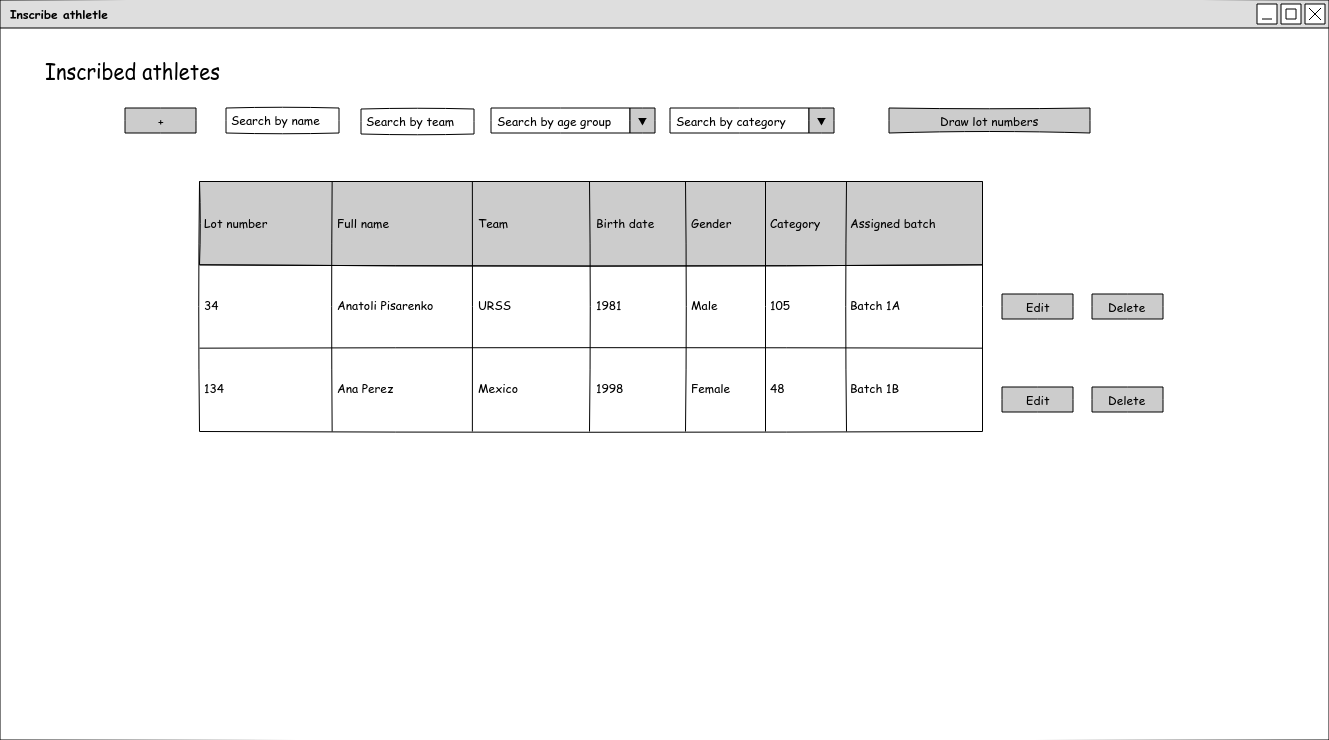 Inscribe athletle
Inscribed athletes
+ Search by name Search by team Search by age group Search by category Draw lot numbers
Lot number Full name Team Birth date Gender Category Assigned batch
34 Anatoli Pisarenko URSS 1981 Male 105 Batch 1A Edit Delete
134 Ana Perez Mexico 1998 Female 48 Batch 1B Edit Delete